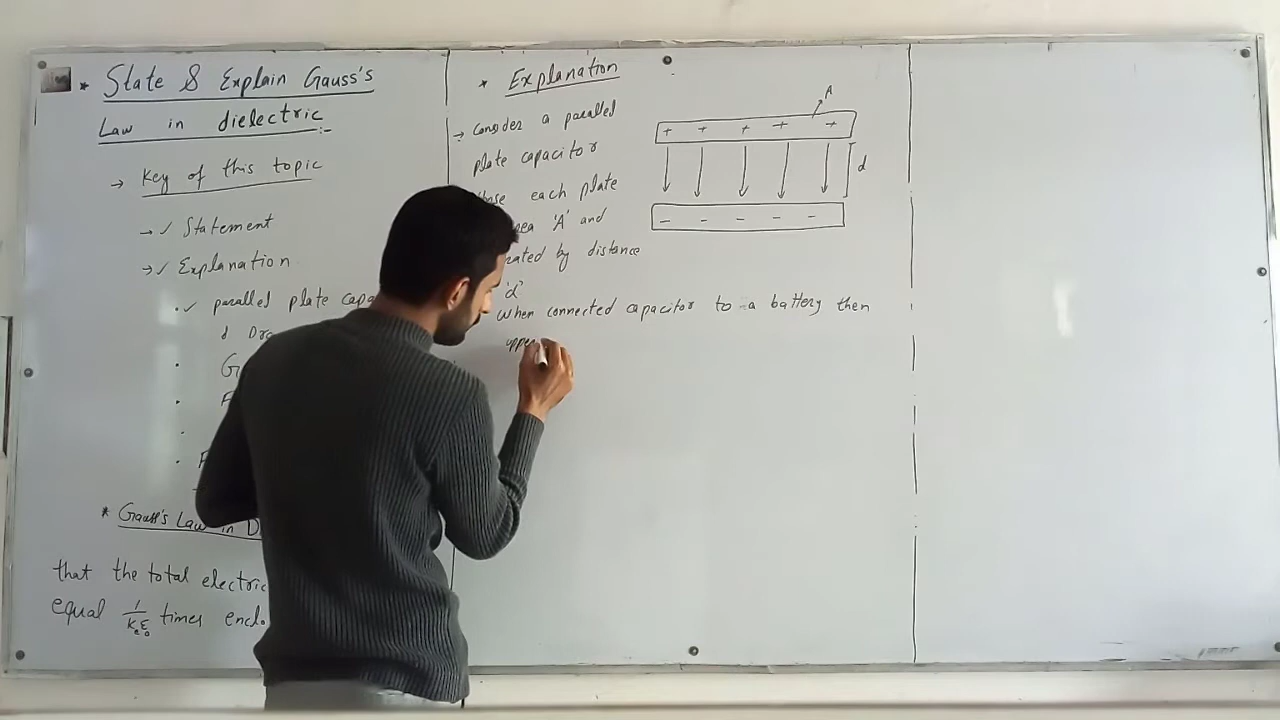 * State & Explain Gauss's
Law in dielectric :-
→ Key of this topic
→ ✓ Statement
→ ✓ Explanation
• ✓ parallel plate
&
* Gauss's Law in
that the total electric
equal 1/KₑƐ₀ times
* Explanation
→ Consider a parallel
plate capacitor
each plate
'A' and
by distance
'd'
when connected capacitor to a battery then
upper
A
+ + + + +
d
- - - - -